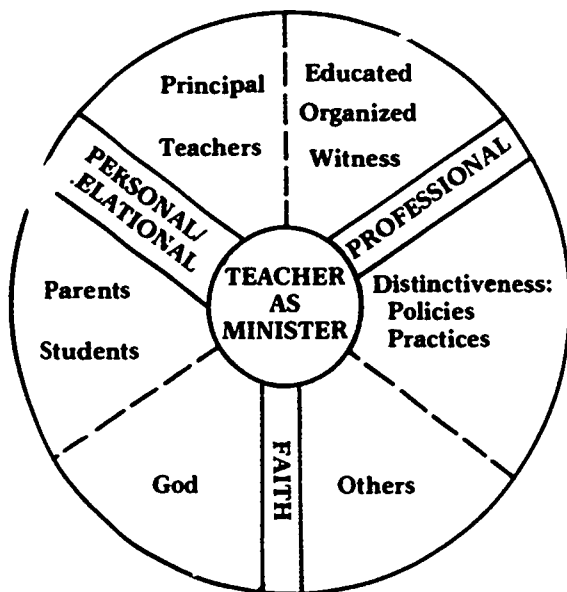 Principal
Teachers
Educated
Organized
Witness
PERSONAL/
.ELATIONAL
PROFESSIONAL
TEACHER
AS
MINISTER
Parents
Students
Distinctiveness:
Policies
Practices
FAITH
God
Others